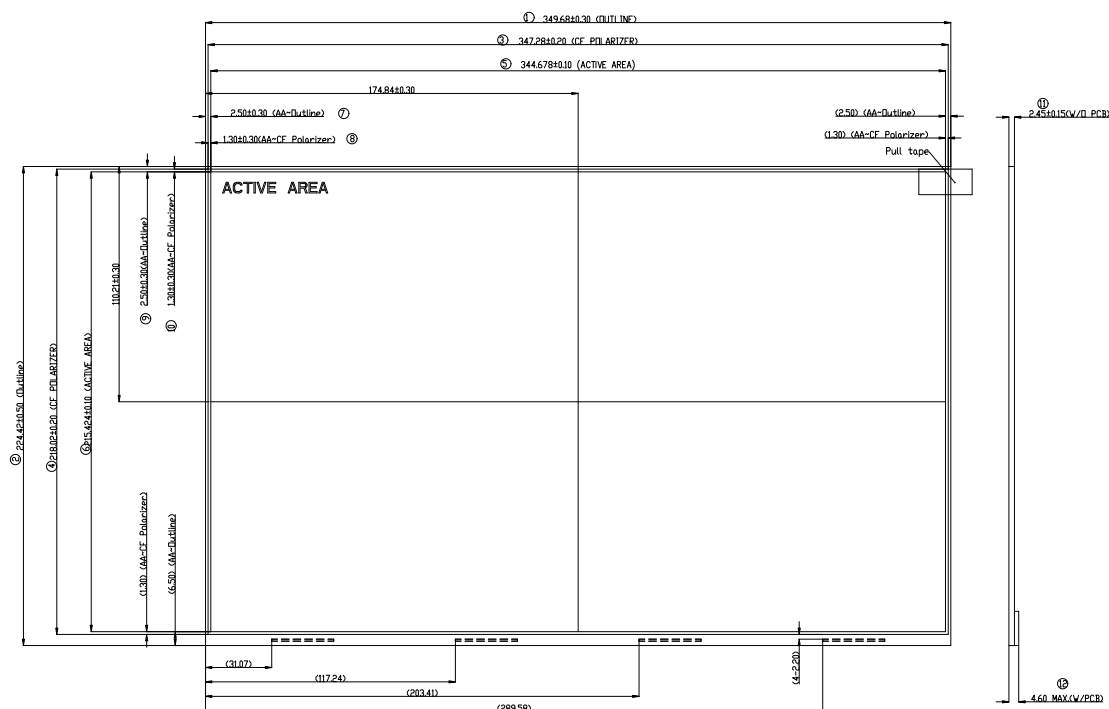 ① 349.68±0.30 (OUTLINE)
③ 347.28±0.20 (CF POLARIZER)
⑤ 344.678±0.10 (ACTIVE AREA)
174.84±0.30
2.50±0.30 (AA-Outline) ⑦
(2.50) (AA-Outline)
⑪
2.45±0.15(W/O PCB)
1.30±0.30(AA-CF Polarizer) ⑧
(1.30) (AA-CF Polarizer)
Pull tape
ACTIVE AREA
② 224.42±0.50 (Outline)
④218.02±0.20 (CF POLARIZER)
⑥215.424±0.10 (ACTIVE AREA)
110.21±0.30
⑨ 2.50±0.30(AA-Outline)
⑩ 1.30±0.30(AA-CF Polarizer)
(1.30) (AA-CF Polarizer)
(6.50) (AA-Outline)
(31.07)
(117.24)
(203.41)
(289.58)
(4-2.20)
⑫
4.60 MAX.(W/PCB)